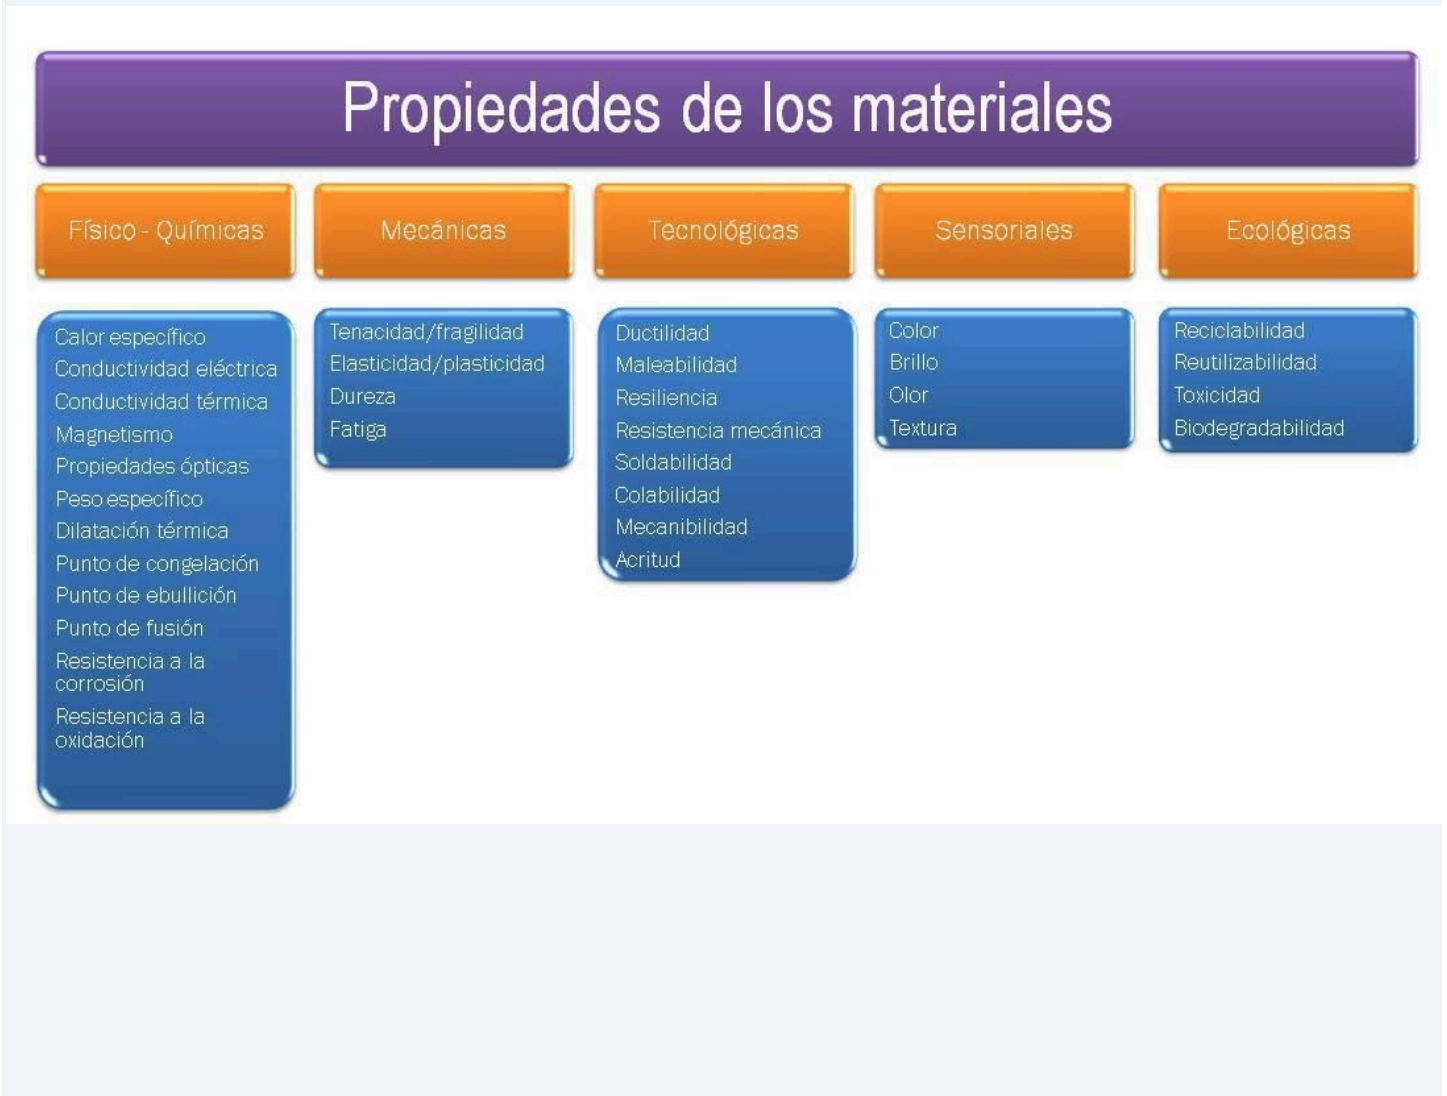 Propiedades de los materiales
Físico - Químicas
Mecánicas
Tecnológicas
Sensoriales
Ecológicas
Calor específico
Conductividad eléctrica
Conductividad térmica
Magnetismo
Propiedades ópticas
Peso específico
Dilatación térmica
Punto de congelación
Punto de ebullición
Punto de fusión
Resistencia a la
corrosión
Resistencia a la
oxidación
Tenacidad/fragilidad
Elasticidad/plasticidad
Dureza
Fatiga
Ductilidad
Maleabilidad
Resiliencia
Resistencia mecánica
Soldabilidad
Colabilidad
Mecanibilidad
Acritud
Color
Brillo
Olor
Textura
Reciclabilidad
Reutilizabilidad
Toxicidad
Biodegradabilidad